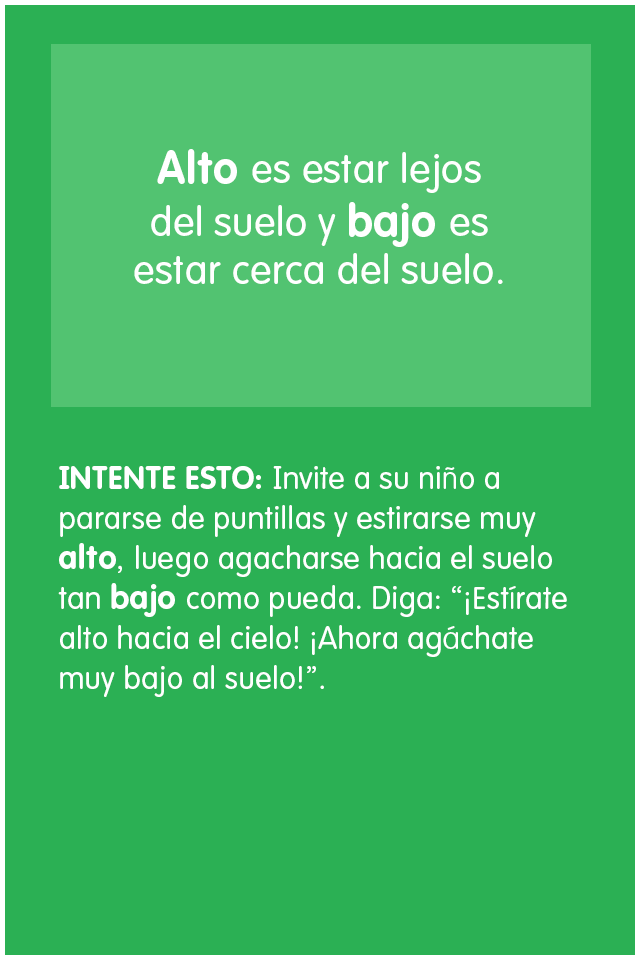 Alto es estar lejos
del suelo y bajo es
estar cerca del suelo.
INTENTE ESTO: Invite a su niño a
pararse de puntillas y estirarse muy
alto, luego agacharse hacia el suelo
tan bajo como pueda. Diga: “¡Estírate
alto hacia el cielo! ¡Ahora agáchate
muy bajo al suelo!”.